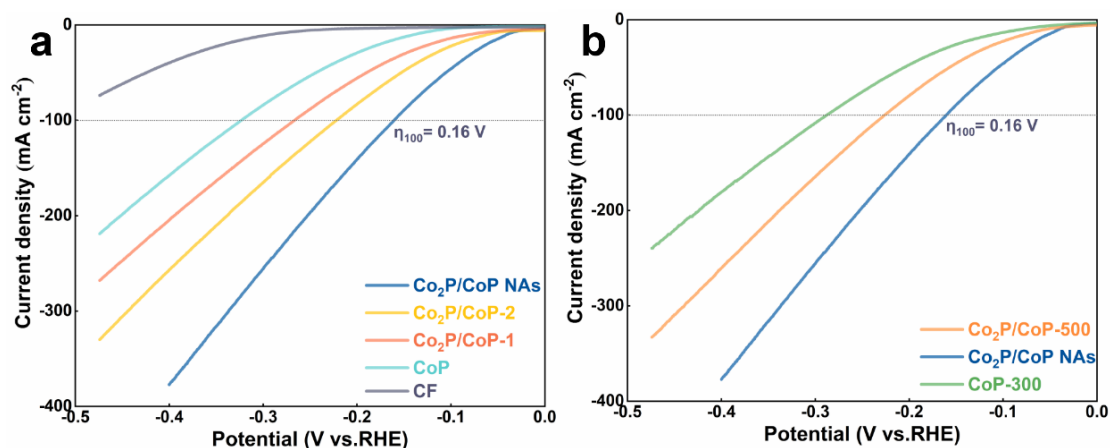 a
Current density (mA cm⁻²)
0
-100
-200
-300
-400
η₁₀₀= 0.16 V
Co₂P/CoP NAs
Co₂P/CoP-2
Co₂P/CoP-1
CoP
CF
-0.5 -0.4 -0.3 -0.2 -0.1 0.0
Potential (V vs.RHE)
b
Current density (mA cm⁻²)
0
-100
-200
-300
-400
η₁₀₀= 0.16 V
Co₂P/CoP-500
Co₂P/CoP NAs
CoP-300
-0.5 -0.4 -0.3 -0.2 -0.1 0.0
Potential (V vs.RHE)